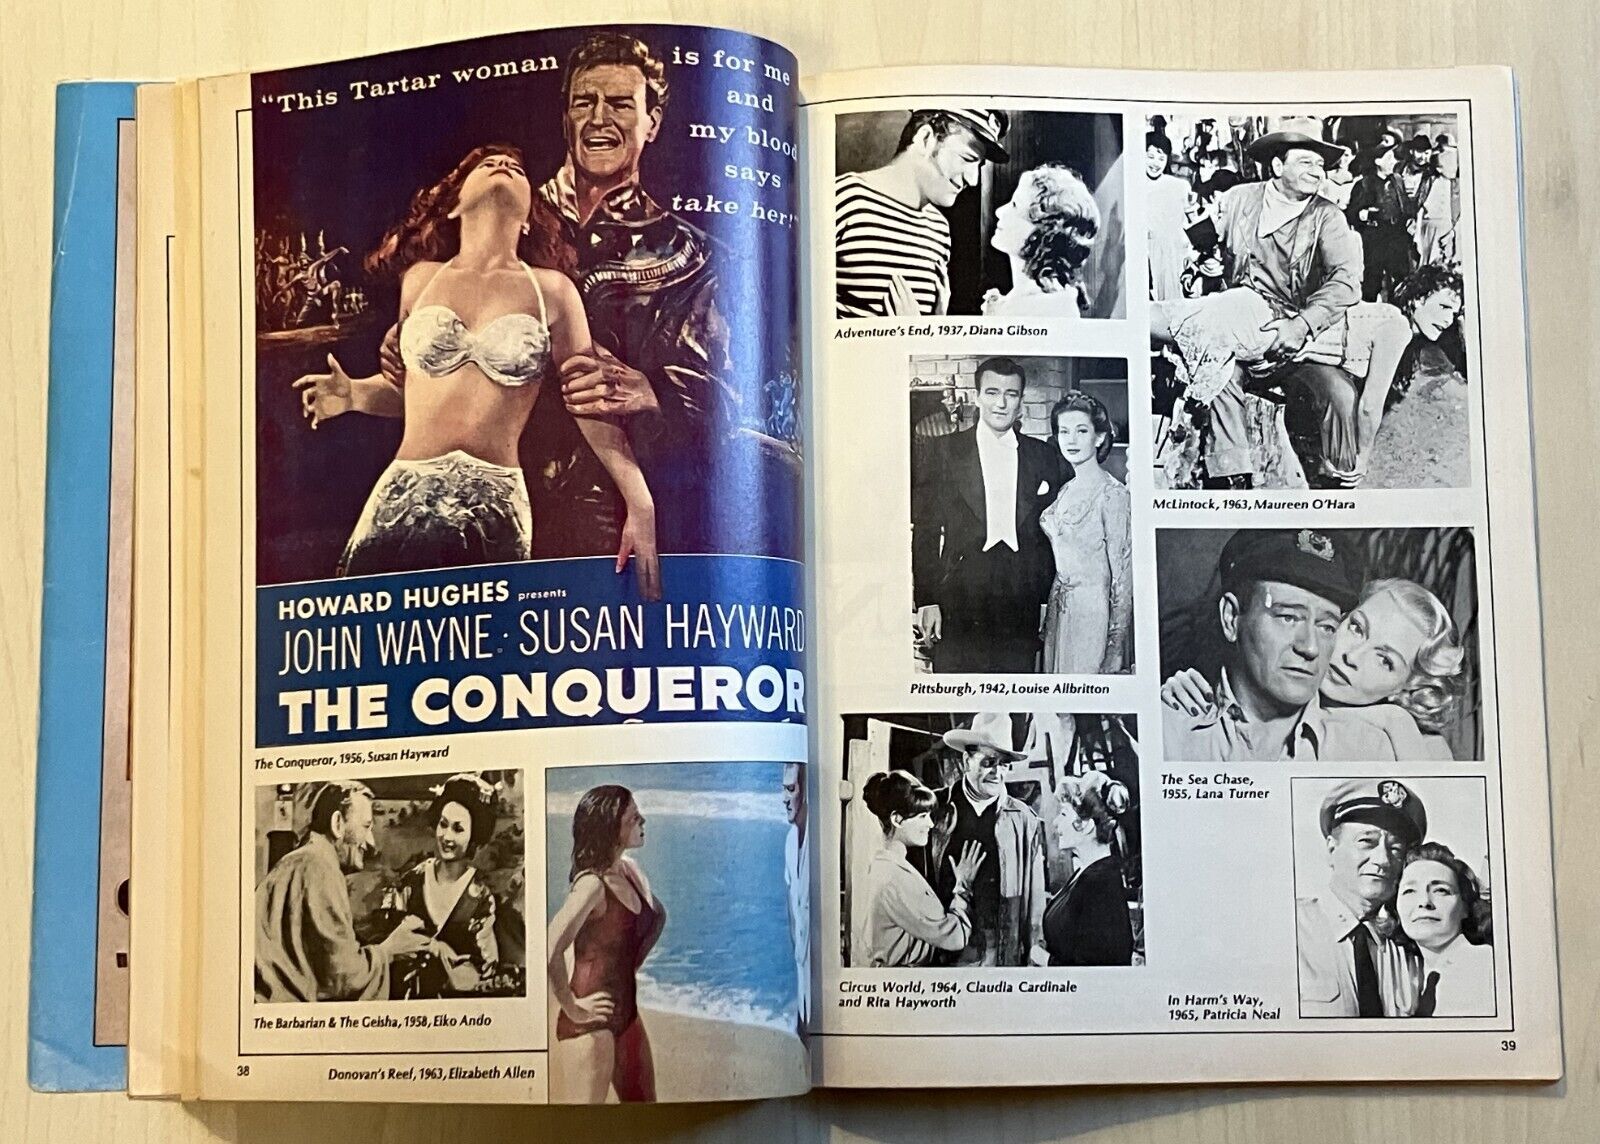 "This Tartar woman is for me
and
my blood
says
take her!"
HOWARD HUGHES presents
JOHN WAYNE · SUSAN HAYWARD
THE CONQUEROR
The Conqueror, 1956, Susan Hayward
The Barbarian & The Geisha, 1958, Eiko Ando
38
Donovan's Reef, 1963, Elizabeth Allen
Adventure's End, 1937, Diana Gibson
McLintock, 1963, Maureen O'Hara
Pittsburgh, 1942, Louise Allbritton
The Sea Chase,
1955, Lana Turner
Circus World, 1964, Claudia Cardinale
and Rita Hayworth
In Harm's Way,
1965, Patricia Neal
39